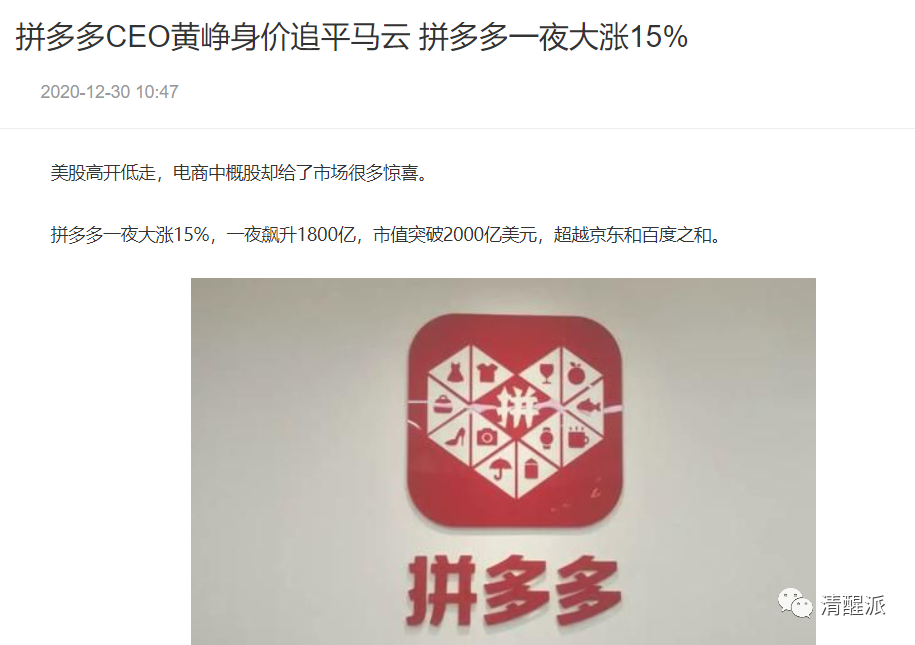 拼多多CEO黄峥身价追平马云 拼多多一夜大涨15%
2020-12-30 10:47
美股高开低走，电商中概股却给了市场很多惊喜。
拼多多一夜大涨15%，一夜飙升1800亿，市值突破2000亿美元，超越京东和百度之和。
拼
拼多多
清醒派